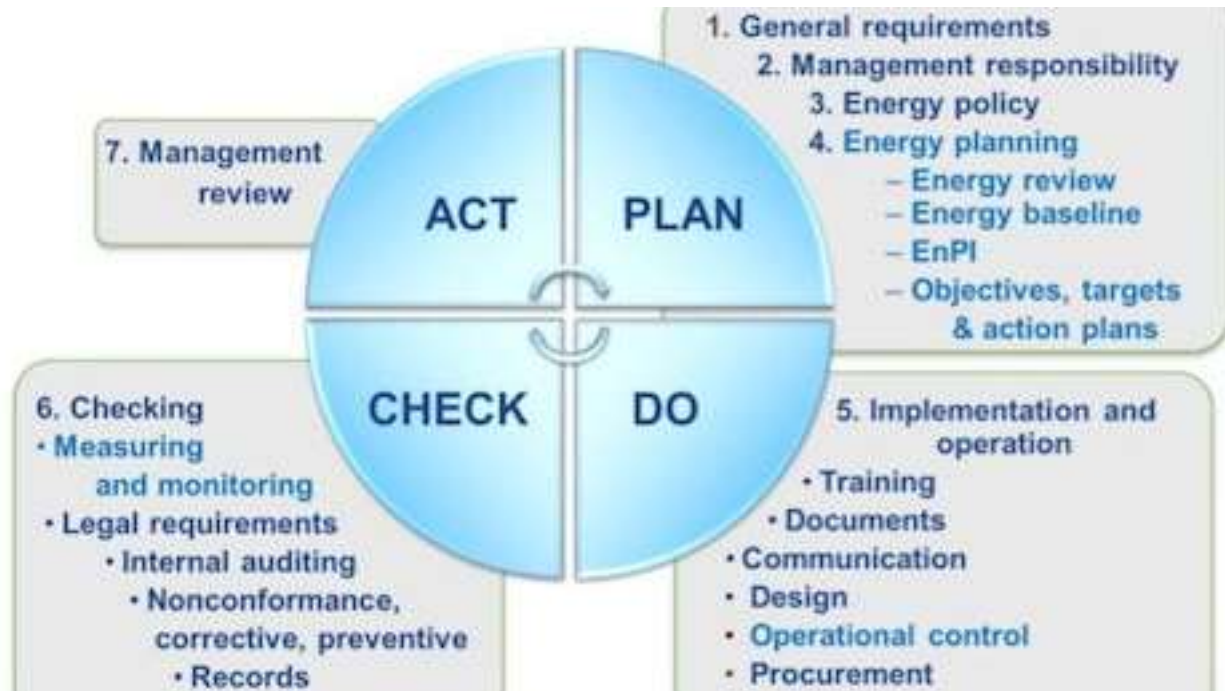 1. General requirements
2. Management responsibility
3. Energy policy
4. Energy planning
– Energy review
– Energy baseline
– EnPI
– Objectives, targets
& action plans
7. Management
review
ACT
PLAN
CHECK
DO
6. Checking
• Measuring
and monitoring
• Legal requirements
• Internal auditing
• Nonconformance,
corrective, preventive
• Records
5. Implementation and
operation
• Training
• Documents
• Communication
• Design
• Operational control
• Procurement